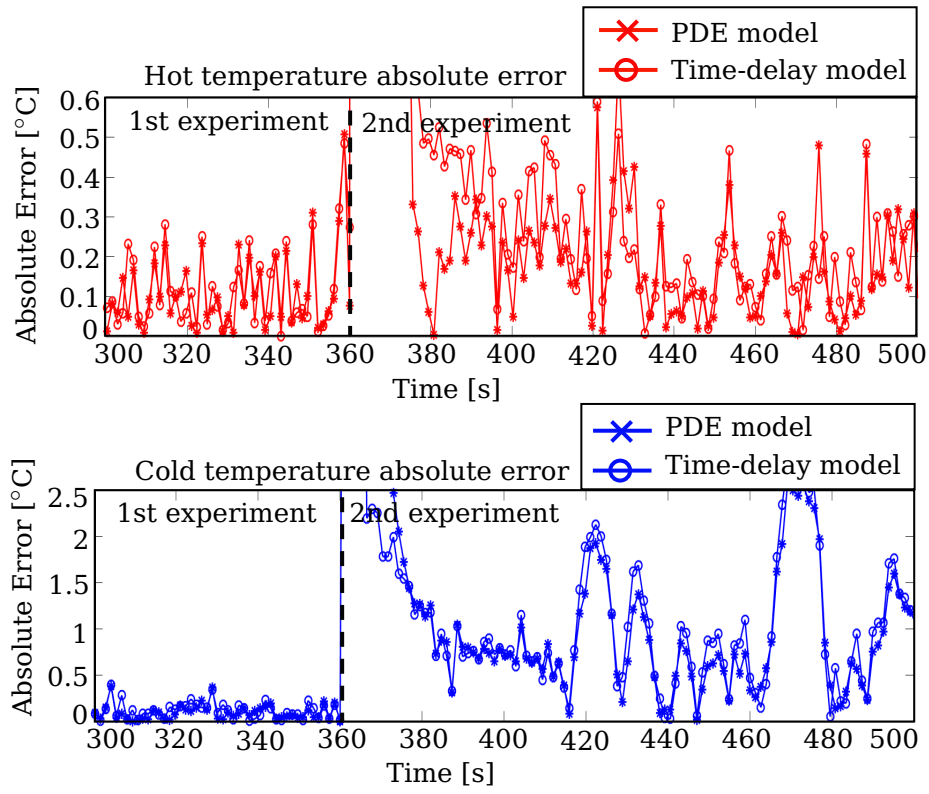 PDE model
Time-delay model
Hot temperature absolute error
0.6
0.5
0.4
0.3
0.2
0.1
0
Absolute Error [°C]
1st experiment
2nd experiment
300 320 340 360 380 400 420 440 460 480 500
Time [s]
PDE model
Time-delay model
Cold temperature absolute error
2.5
2
1.5
1
0.5
0
Absolute Error [°C]
1st experiment
2nd experiment
300 320 340 360 380 400 420 440 460 480 500
Time [s]